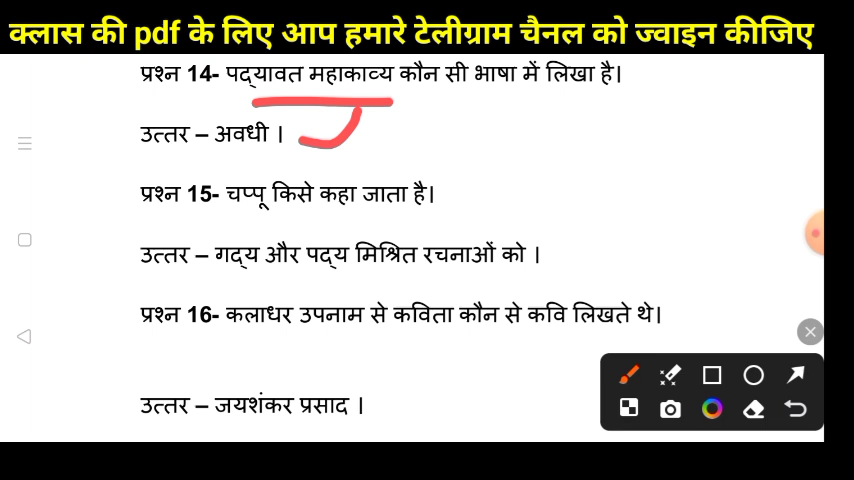 क्लास की pdf के लिए आप हमारे टेलीग्राम चैनल को ज्वाइन कीजिए
प्रश्न 14- पद्यावत महाकाव्य कौन सी भाषा में लिखा है।
उत्तर – अवधी ।
प्रश्न 15- चप्पू किसे कहा जाता है।
उत्तर – गद्य और पद्य मिश्रित रचनाओं को ।
प्रश्न 16- कलाधर उपनाम से कविता कौन से कवि लिखते थे।
उत्तर – जयशंकर प्रसाद ।